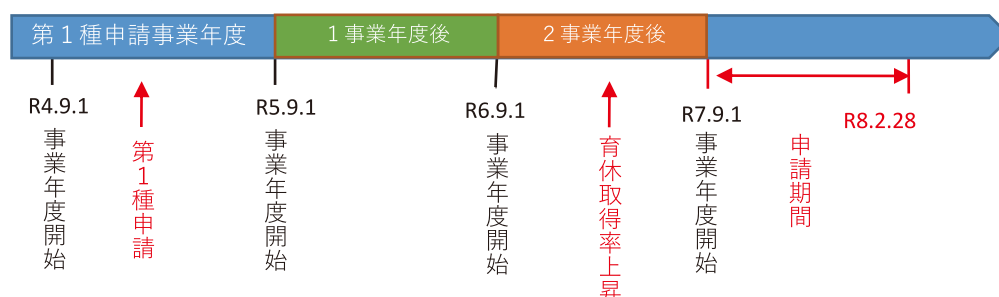 第1種申請事業年度
1事業年度後
2事業年度後
R4.9.1
事業年度開始
第1種申請
R5.9.1
事業年度開始
R6.9.1
事業年度開始
育休取得率上昇
R7.9.1
事業年度開始
申請期間
R8.2.28